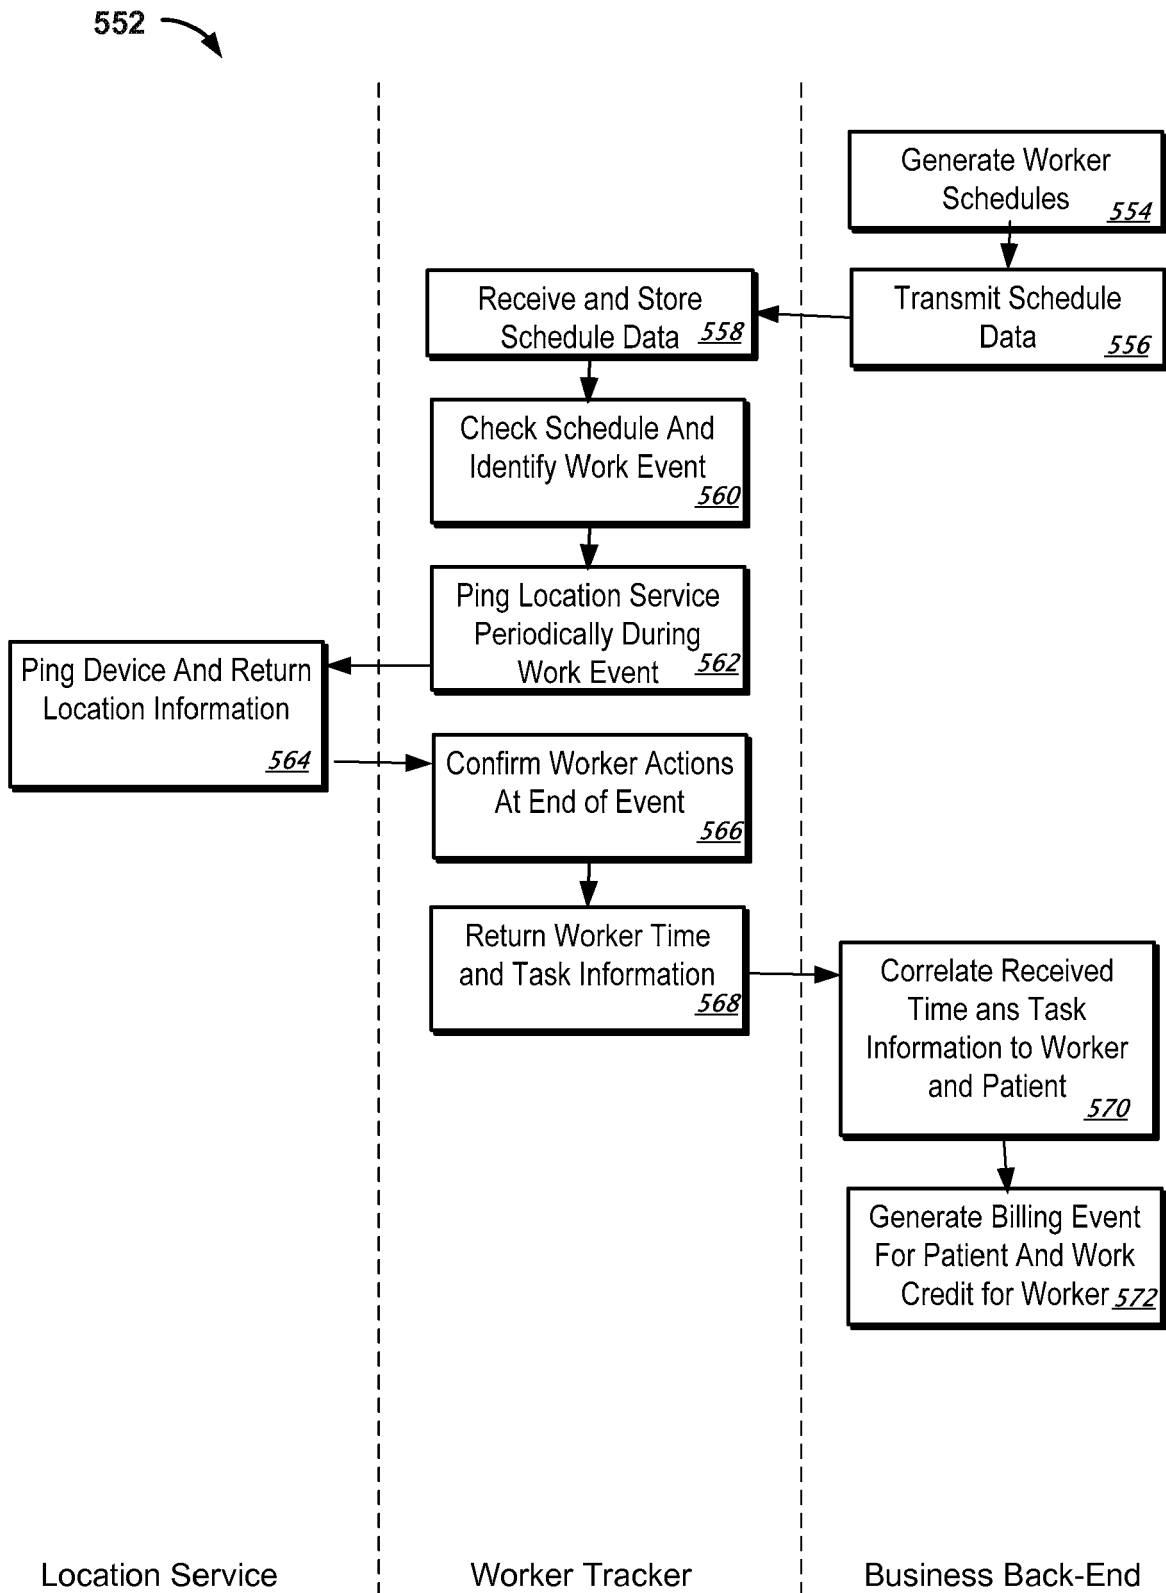 552
Generate Worker
Schedules
554
Transmit Schedule
Data
556
Receive and Store
Schedule Data
558
Check Schedule And
Identify Work Event
560
Ping Location Service
Periodically During
Work Event
562
Ping Device And Return
Location Information
564
Confirm Worker Actions
At End of Event
566
Return Worker Time
and Task Information
568
Correlate Received
Time ans Task
Information to Worker
and Patient
570
Generate Billing Event
For Patient And Work
Credit for Worker
572
Location Service
Worker Tracker
Business Back-End